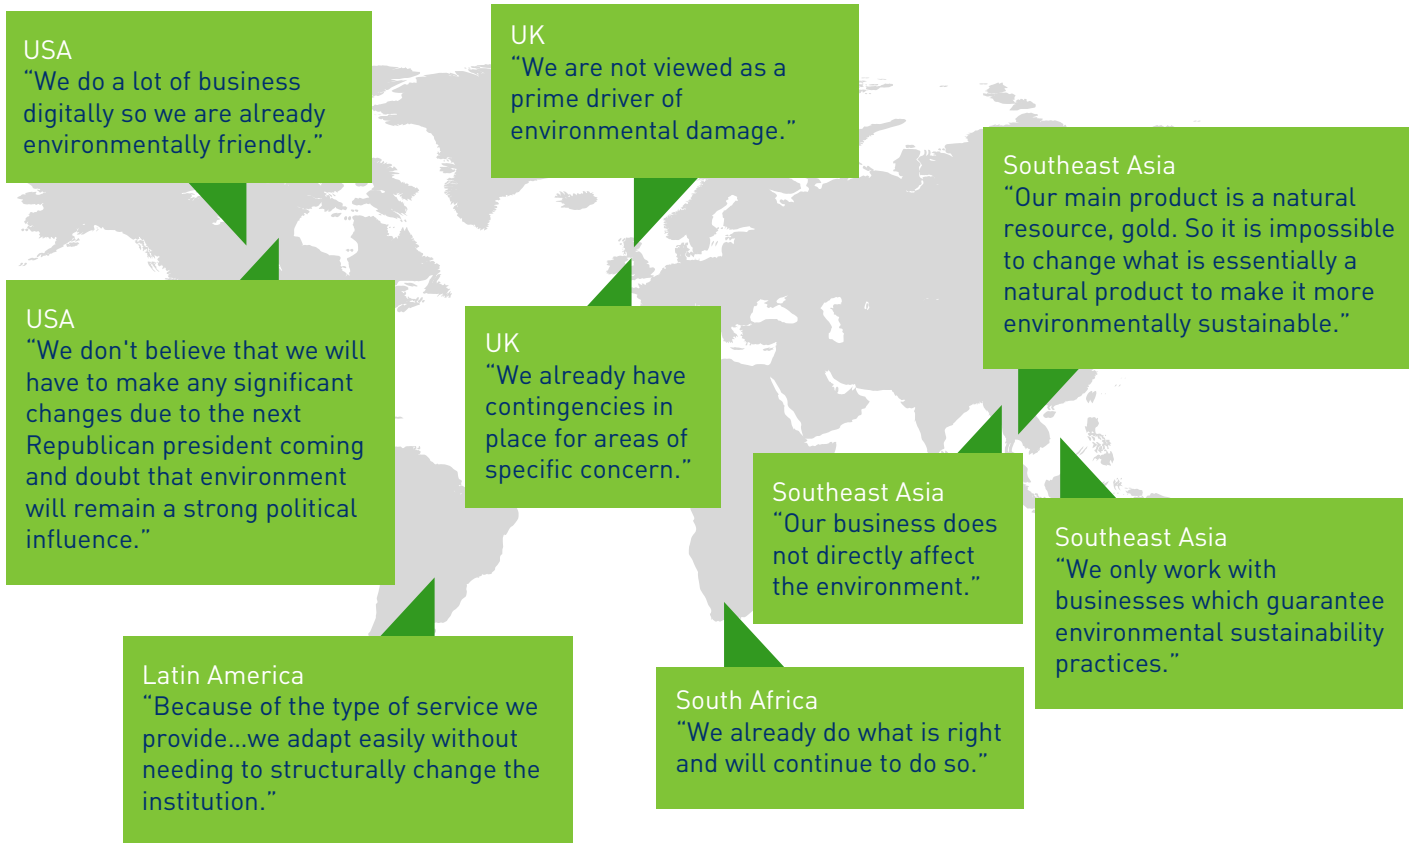 USA
“We do a lot of business
digitally so we are already
environmentally friendly.”
UK
“We are not viewed as a
prime driver of
environmental damage.”
Southeast Asia
“Our main product is a natural
resource, gold. So it is impossible
to change what is essentially a
natural product to make it more
environmentally sustainable.”
USA
“We don't believe that we will
have to make any significant
changes due to the next
Republican president coming
and doubt that environment
will remain a strong political
influence.”
UK
“We already have
contingencies in
place for areas of
specific concern.”
Southeast Asia
“Our business does
not directly affect
the environment.”
Southeast Asia
“We only work with
businesses which guarantee
environmental sustainability
practices.”
Latin America
“Because of the type of service we
provide...we adapt easily without
needing to structurally change the
institution.”
South Africa
“We already do what is right
and will continue to do so.”